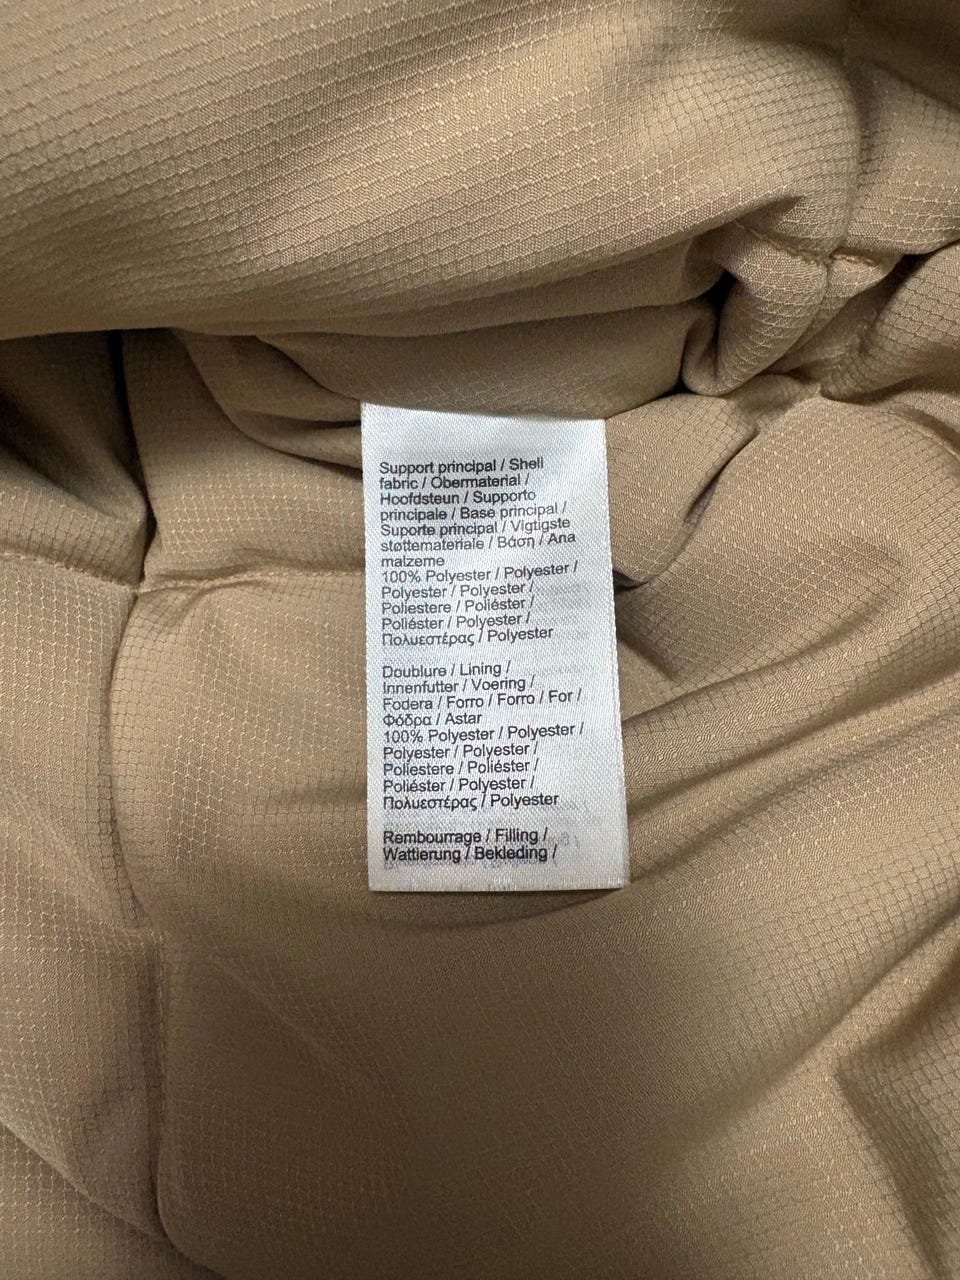 Support principal / Shell
fabric / Obermaterial /
Hoofdsteun / Supporto
principale / Base principal /
Suporte principal / Vigtigste
støttemateriale / Βάση / Ana
malzeme
100% Polyester / Polyester /
Polyester / Polyester /
Poliestere / Poliéster /
Poliéster / Polyester /
Πολυεστέρας / Polyester
Doublure / Lining /
Innenfutter / Voering /
Fodera / Forro / Forro / For /
Φόδρα / Astar
100% Polyester / Polyester /
Polyester / Polyester /
Poliestere / Poliéster /
Poliéster / Polyester /
Πολυεστέρας / Polyester
Rembourrage / Filling /
Wattierung / Bekleding /